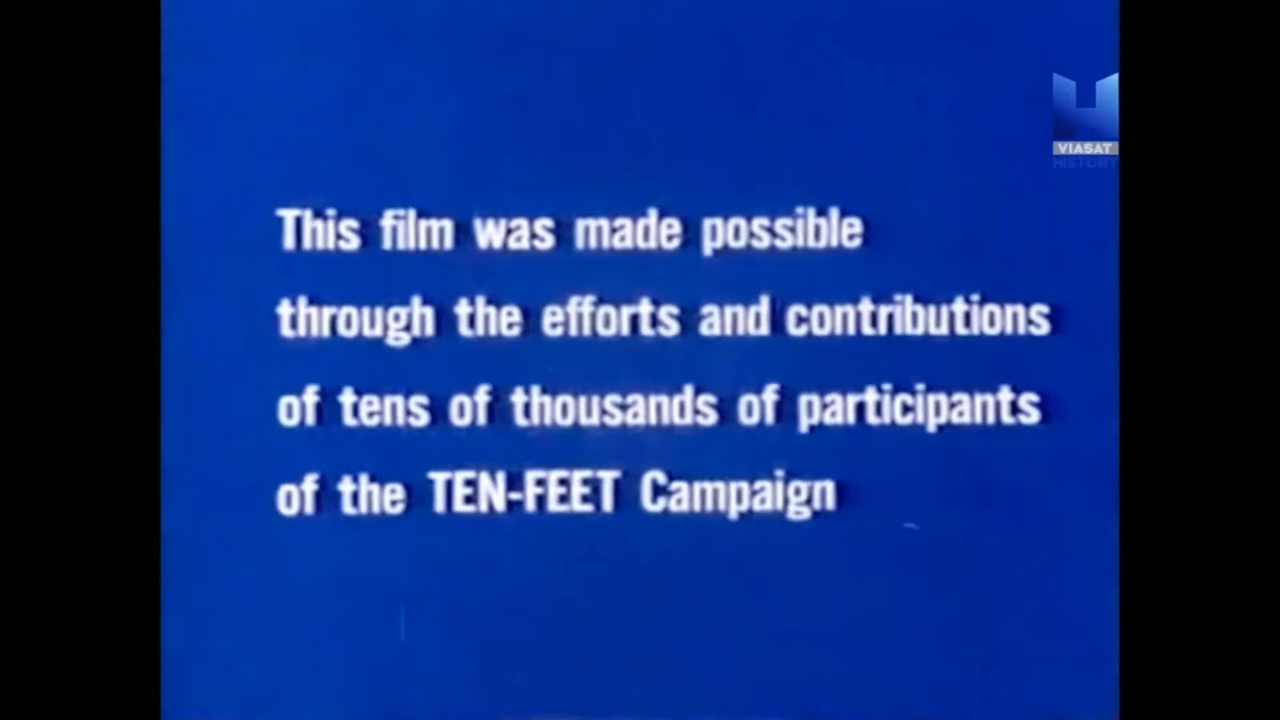 VIASAT
HISTORY
This film was made possible
through the efforts and contributions
of tens of thousands of participants
of the TEN-FEET Campaign